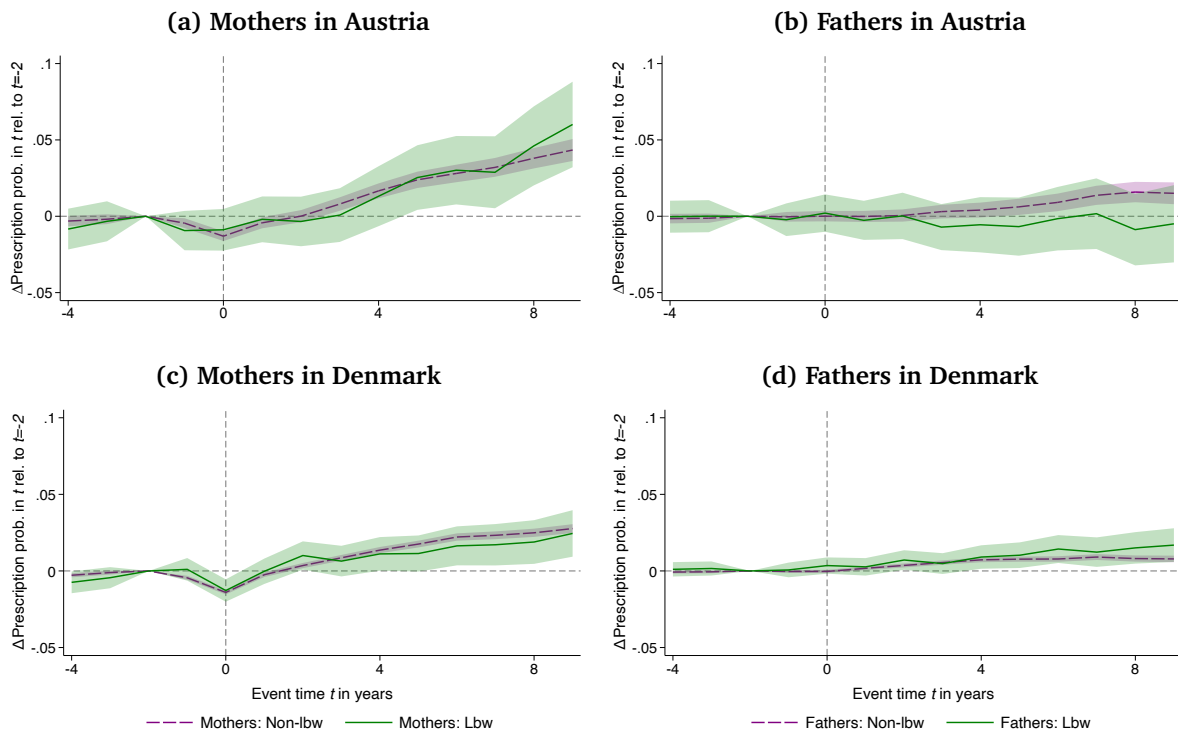 (a) Mothers in Austria
ΔPrescription prob. in t rel. to t=-2
.1
.05
0
-.05
-4
0
4
8
(b) Fathers in Austria
ΔPrescription prob. in t rel. to t=-2
.1
.05
0
-.05
-4
0
4
8
(c) Mothers in Denmark
ΔPrescription prob. in t rel. to t=-2
.1
.05
0
-.05
-4
0
4
8
Event time t in years
Mothers: Non-lbw Mothers: Lbw
(d) Fathers in Denmark
ΔPrescription prob. in t rel. to t=-2
.1
.05
0
-.05
-4
0
4
8
Event time t in years
Fathers: Non-lbw Fathers: Lbw